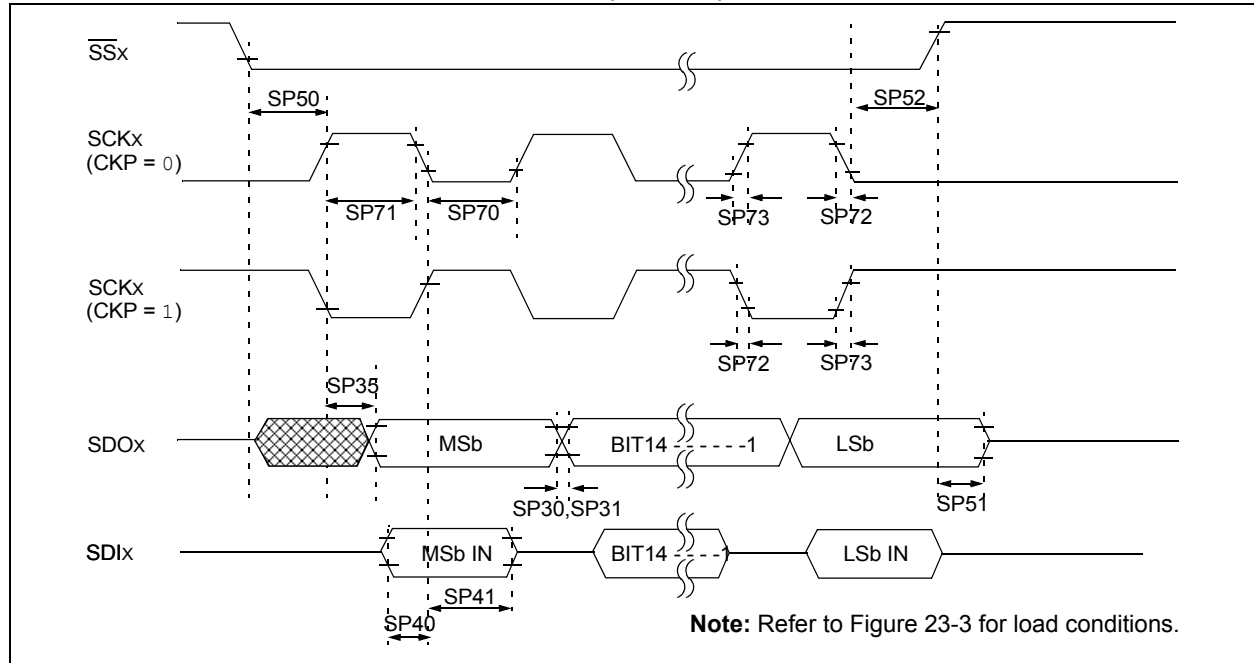 SSx
SP50
SP52
SCKx
(CKP = 0)
SP71
SP70
SP73
SP72
SCKx
(CKP = 1)
SP72
SP73
SP35
SDOx
MSb
BIT14 - - - - - -1
LSb
SP30,SP31
SP51
SDIx
MSb IN
BIT14 - - - - -1
LSb IN
SP41
SP40
Note: Refer to Figure 23-3 for load conditions.